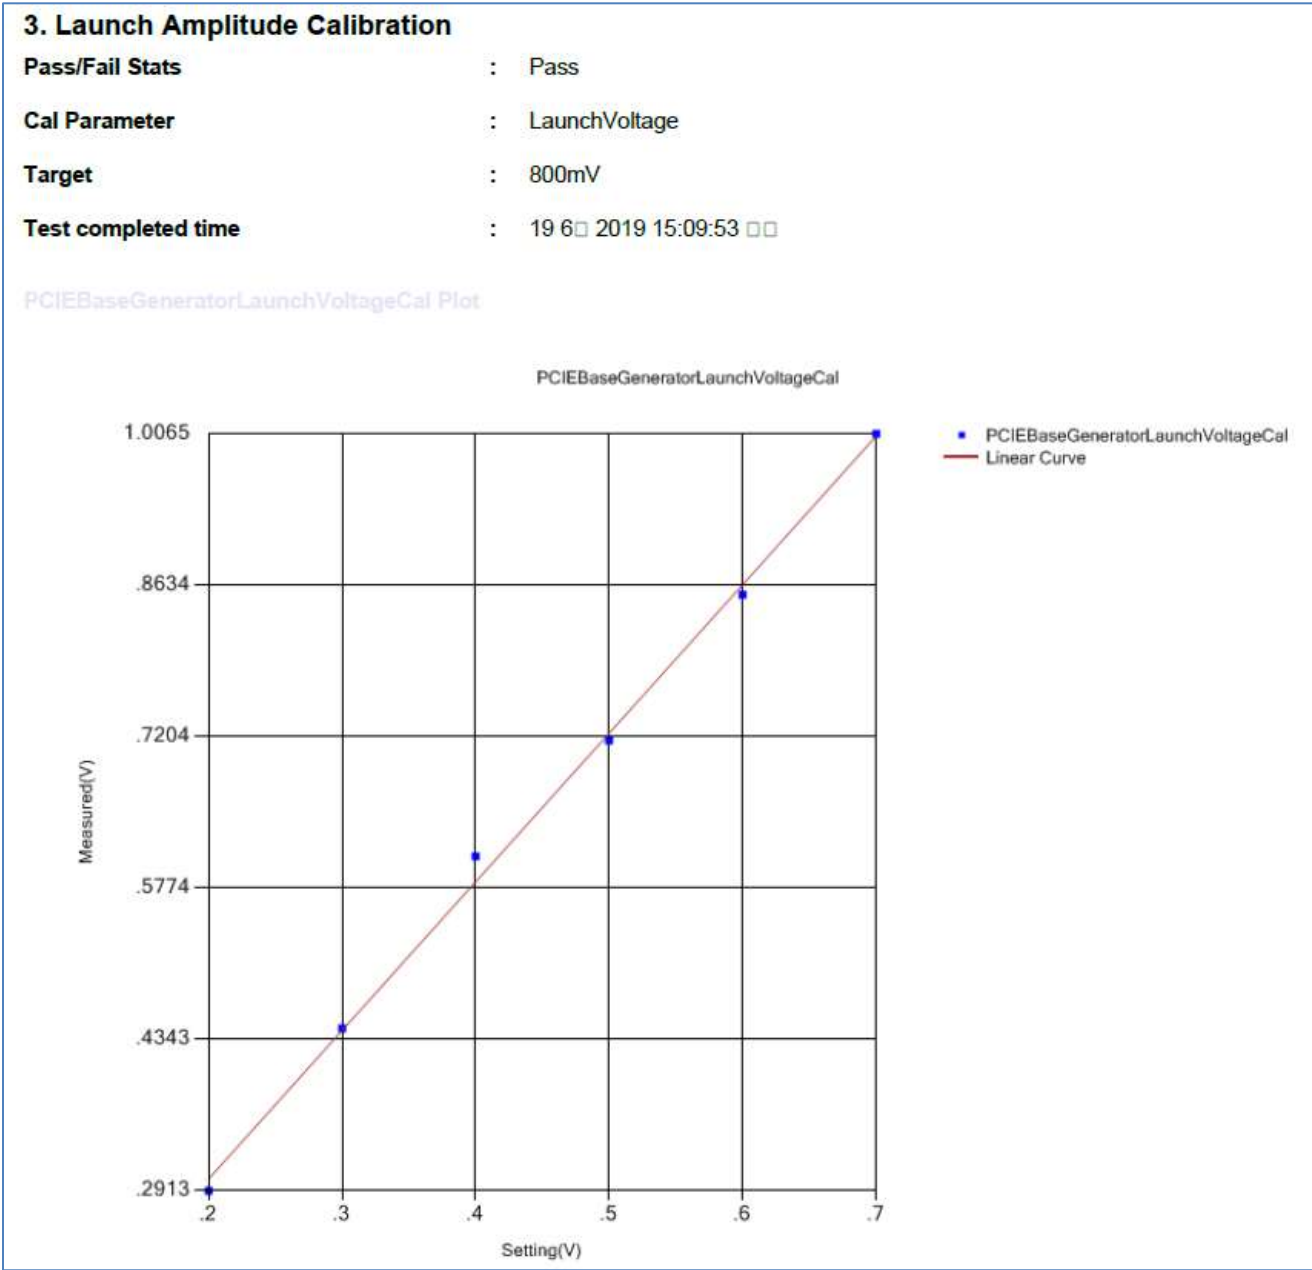 3. Launch Amplitude Calibration
Pass/Fail Stats : Pass
Cal Parameter : LaunchVoltage
Target : 800mV
Test completed time : 19 6□ 2019 15:09:53 □□
PCIEBaseGeneratorLaunchVoltageCal Plot
PCIEBaseGeneratorLaunchVoltageCal
1.0065
.8634
.7204
.5774
.4343
.2913
Measured(V)
.2 .3 .4 .5 .6 .7
Setting(V)
PCIEBaseGeneratorLaunchVoltageCal
Linear Curve